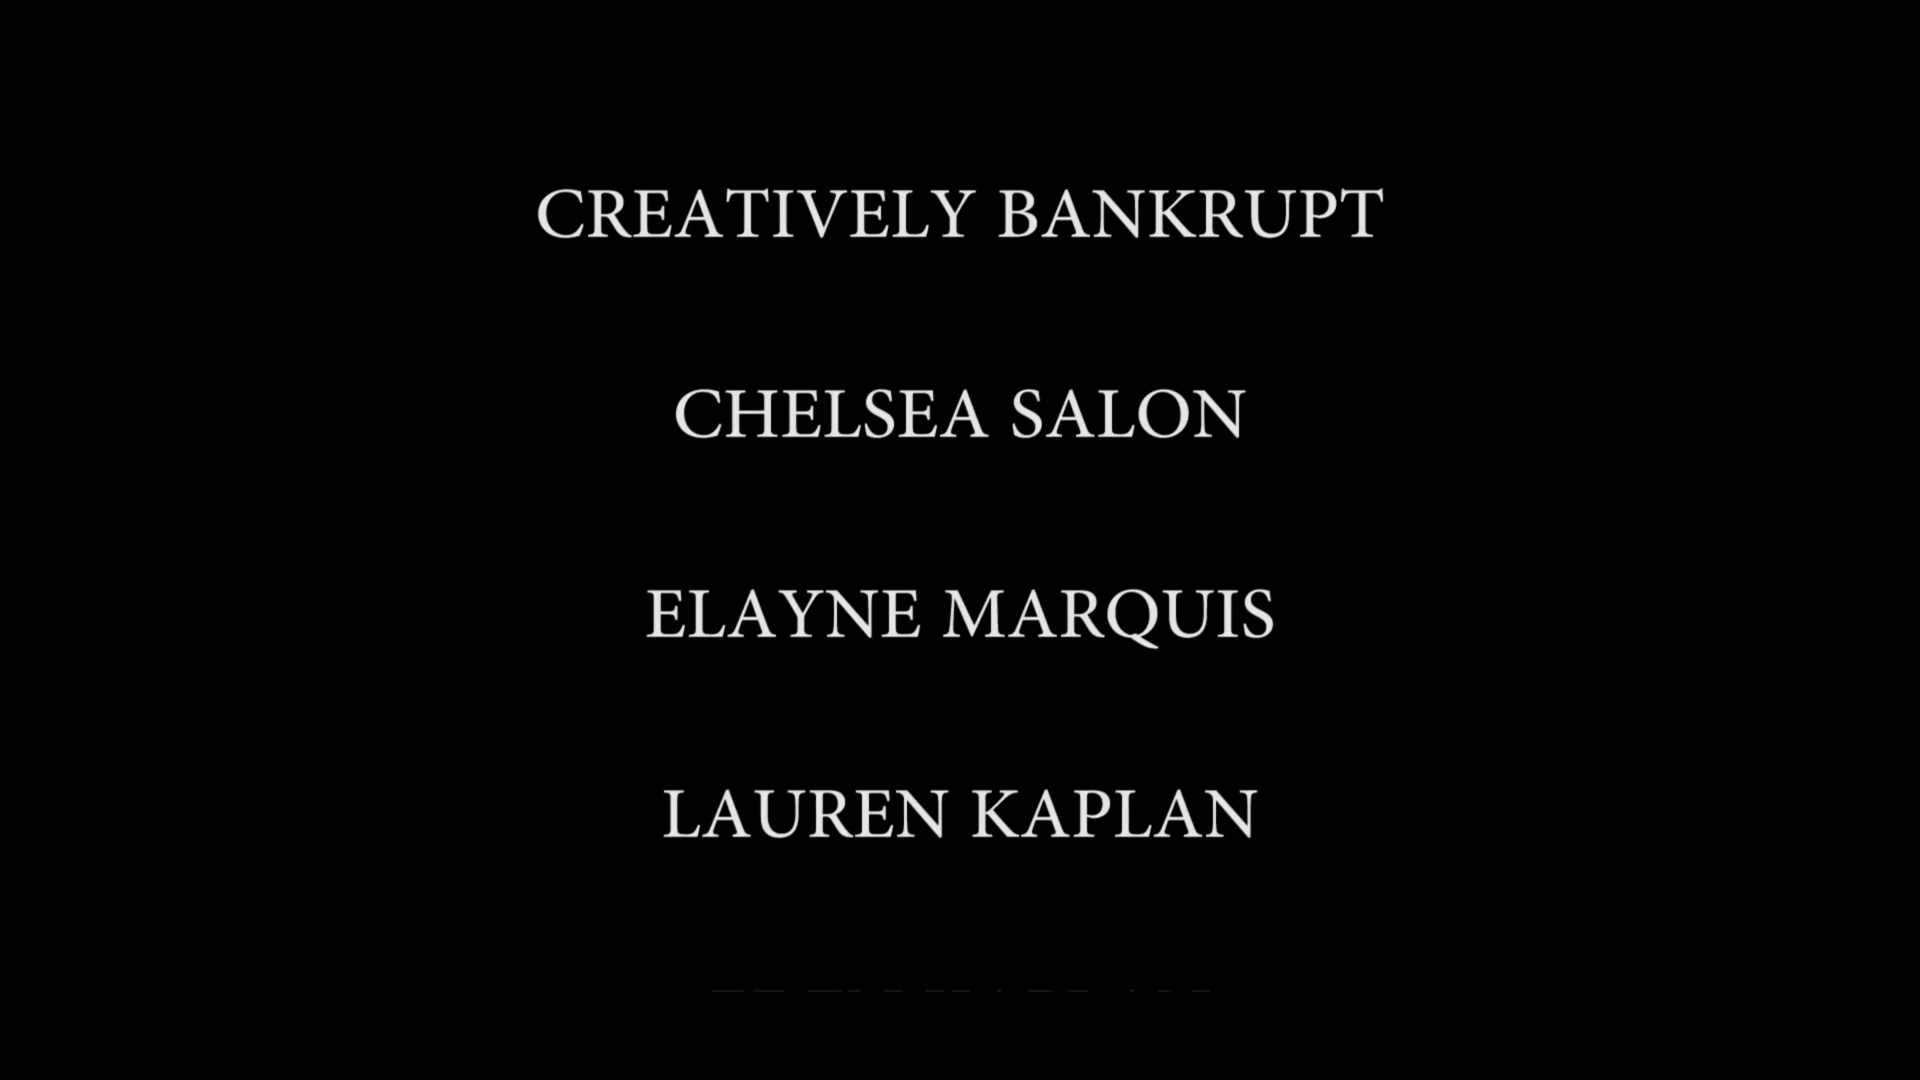 CREATIVELY BANKRUPT
CHELSEA SALON
ELAYNE MARQUIS
LAUREN KAPLAN